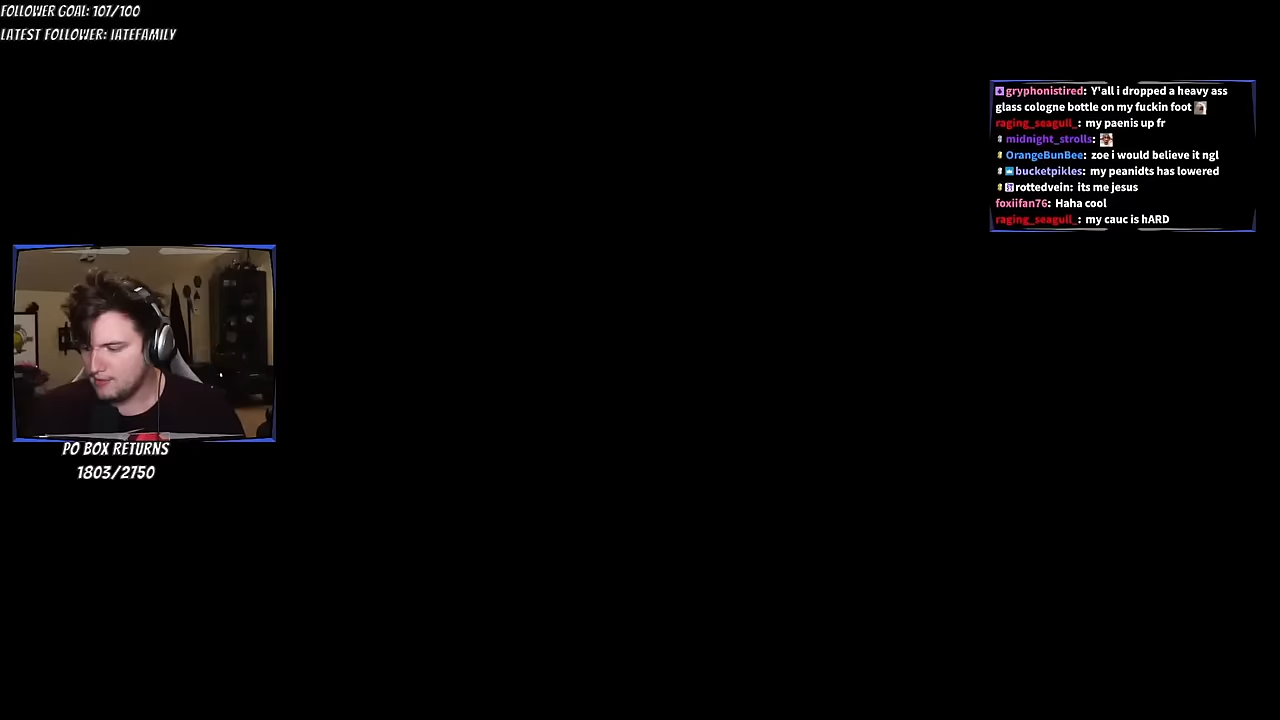 FOLLOWER GOAL: 107/100
LATEST FOLLOWER: IATEFAMILY
gryphonistired: Y'all i dropped a heavy ass
glass cologne bottle on my fuckin foot
raging_seagull_: my paenis up fr
midnight_strolls:
OrangeBunBee: zoe i would believe it ngl
bucketpikles: my peanidts has lowered
rottedvein: its me jesus
foxiifan76: Haha cool
raging_seagull_: my cauc is hARD
PO BOX RETURNS
1803/2750